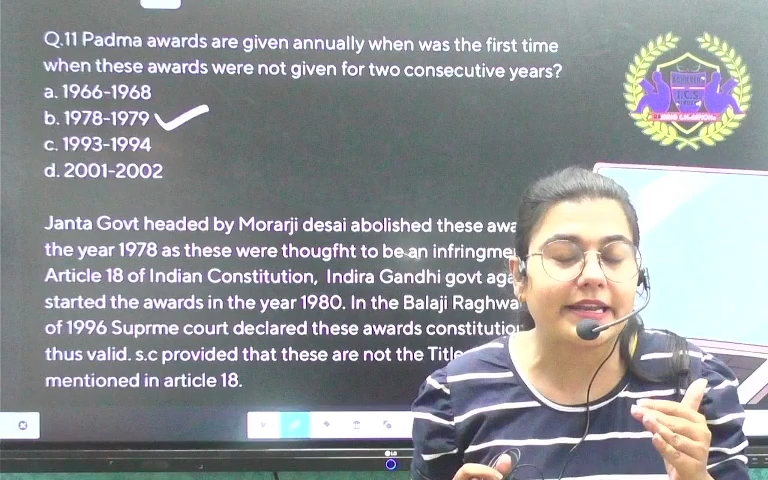 Q.11 Padma awards are given annually when was the first time
when these awards were not given for two consecutive years?
a. 1966-1968
b. 1978-1979
c. 1993-1994
d. 2001-2002
Janta Govt headed by Morarji desai abolished these awa
the year 1978 as these were thougfht to be an infringme
Article 18 of Indian Constitution, Indira Gandhi govt aga
started the awards in the year 1980. In the Balaji Raghwa
of 1996 Suprme court declared these awards constitution
thus valid. s.c provided that these are not the Title
mentioned in article 18.
I.C.S
LG